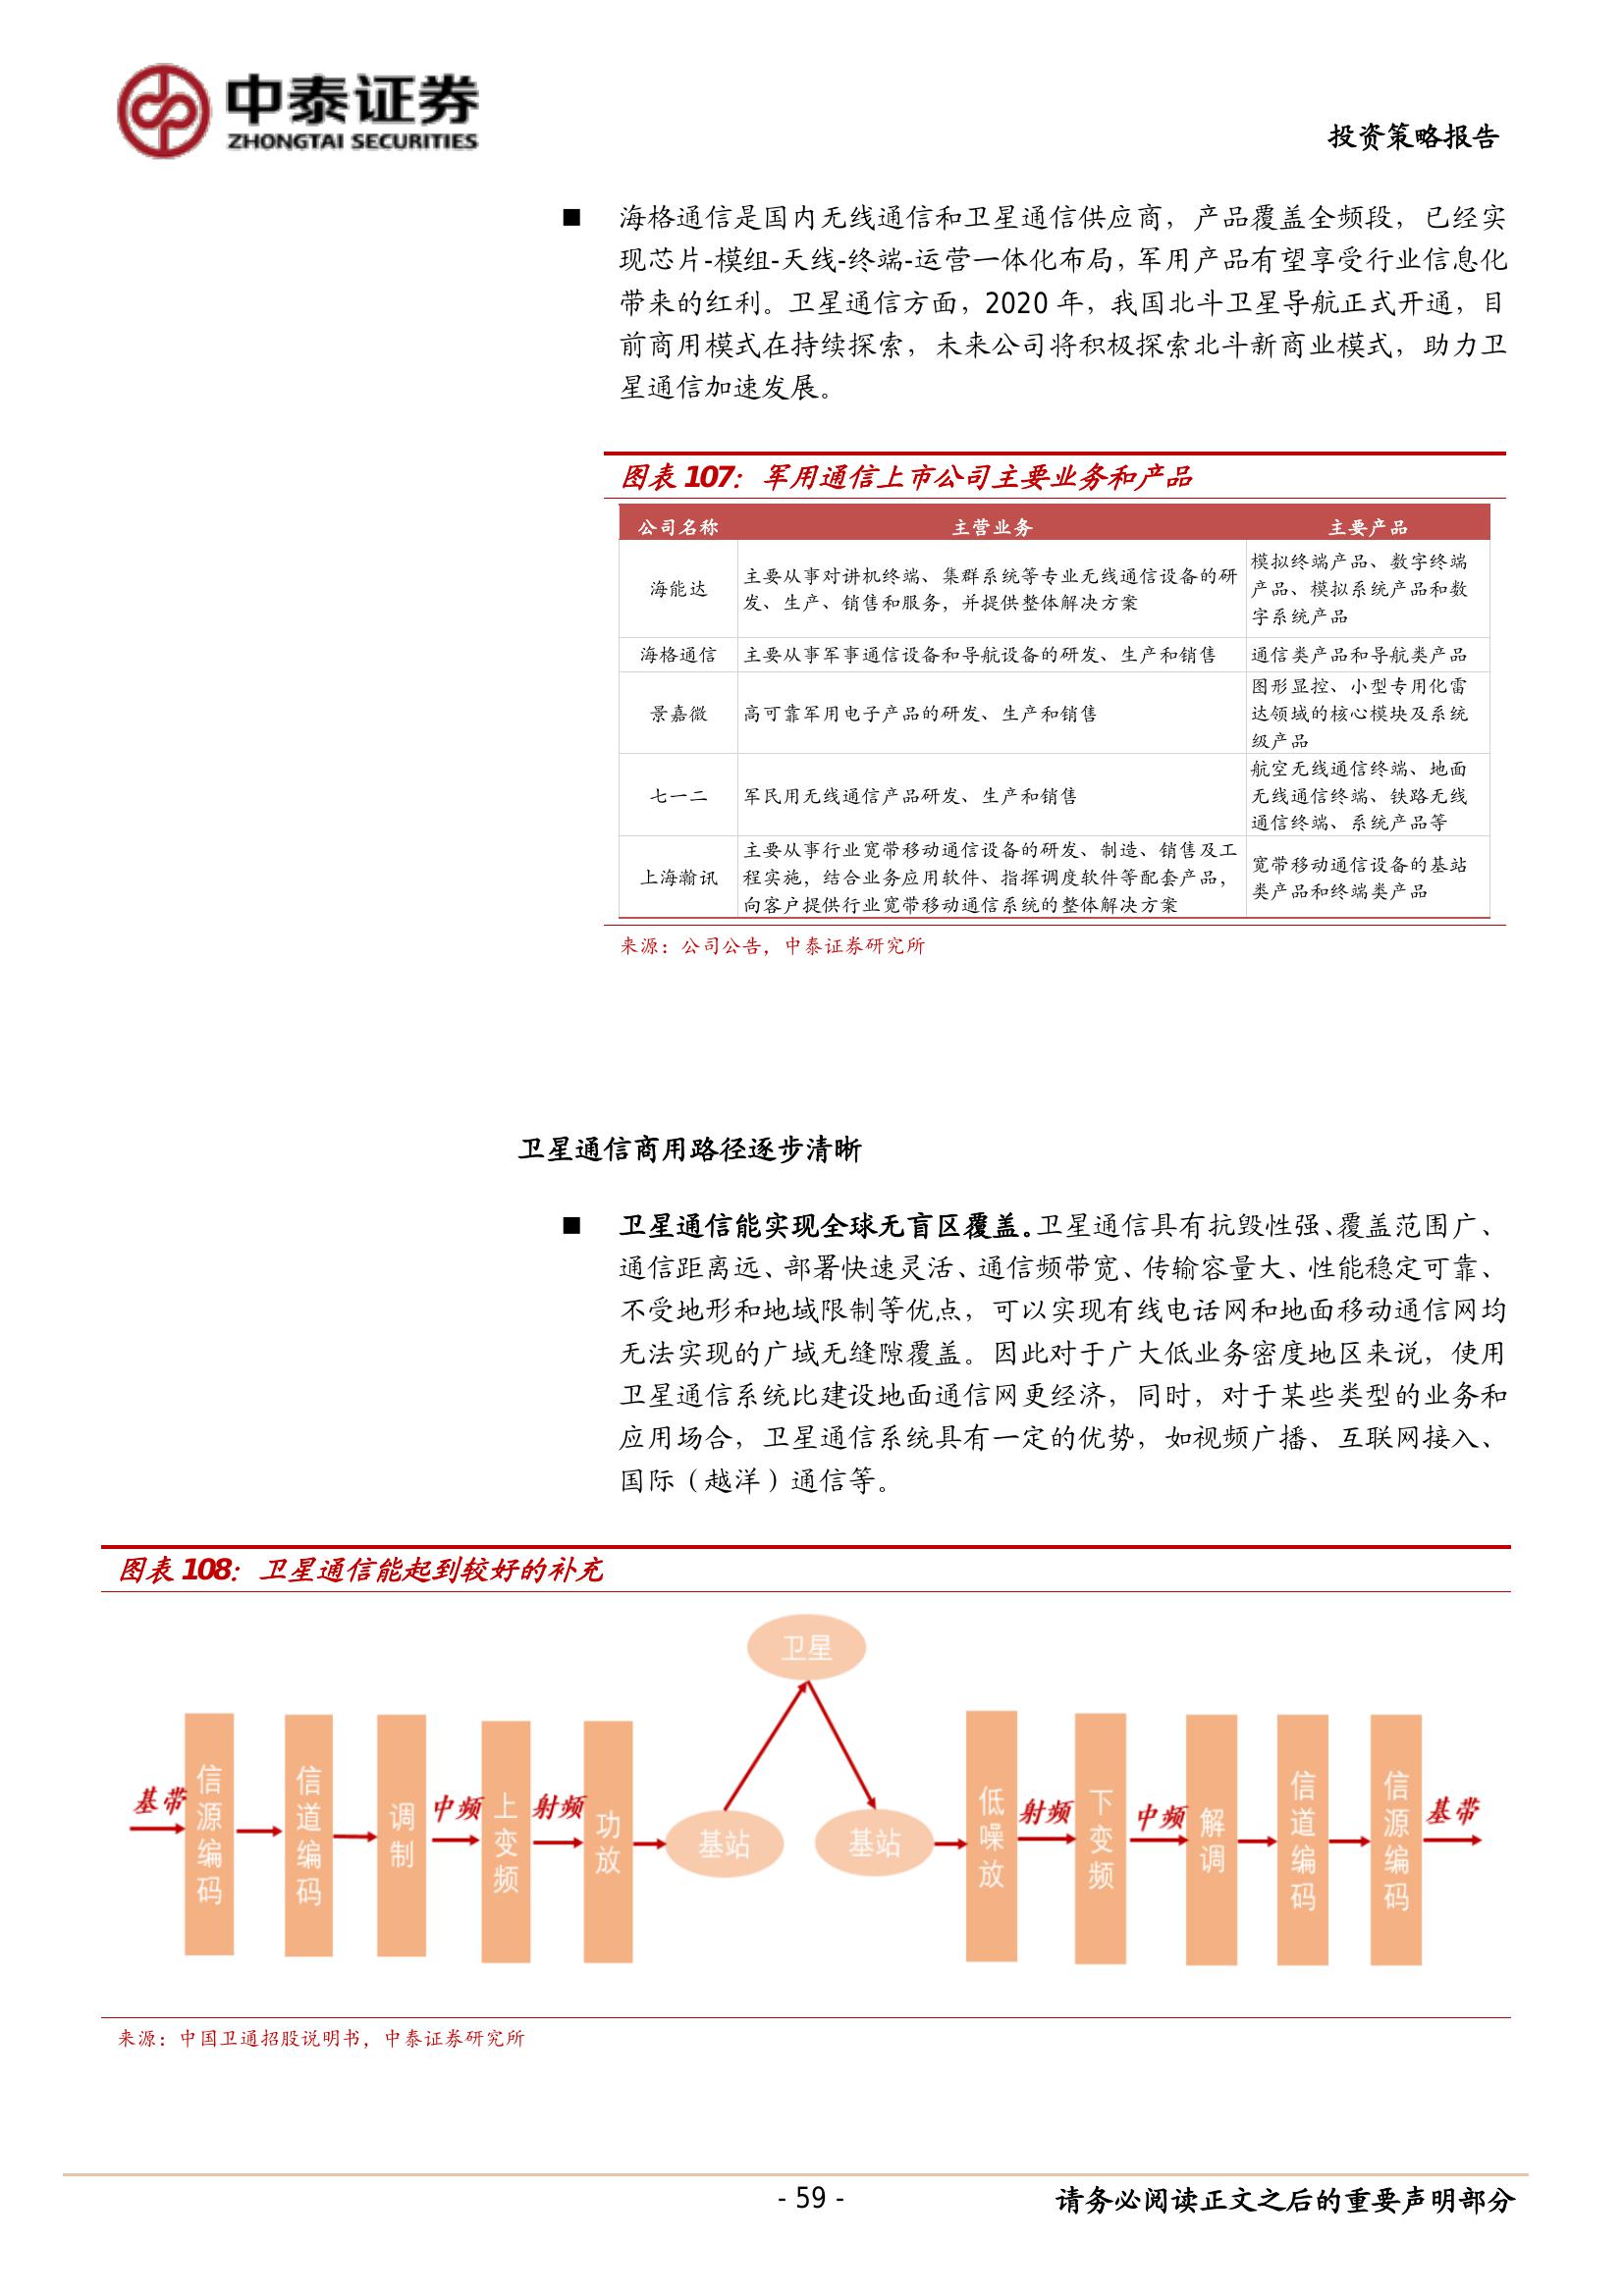 中泰证券
ZHONGTAI SECURITIES
投资策略报告
■ 海格通信是国内无线通信和卫星通信供应商，产品覆盖全频段，已经实
现芯片-模组-天线-终端-运营一体化布局，军用产品有望享受行业信息化
带来的红利。卫星通信方面，2020 年，我国北斗卫星导航正式开通，目
前商用模式在持续探索，未来公司将积极探索北斗新商业模式，助力卫
星通信加速发展。
图表 107：军用通信上市公司主要业务和产品
公司名称 主营业务 主要产品
海能达
主要从事对讲机终端、集群系统等专业无线通信设备的研
发、生产、销售和服务，并提供整体解决方案
模拟终端产品、数字终端
产品、模拟系统产品和数
字系统产品
海格通信 主要从事军事通信设备和导航设备的研发、生产和销售 通信类产品和导航类产品
景嘉微
高可靠军用电子产品的研发、生产和销售
图形显控、小型专用化雷
达领域的核心模块及系统
级产品
七一二
军民用无线通信产品研发、生产和销售
航空无线通信终端、地面
无线通信终端、铁路无线
通信终端、系统产品等
上海瀚讯
主要从事行业宽带移动通信设备的研发、制造、销售及工
程实施，结合业务应用软件、指挥调度软件等配套产品，
向客户提供行业宽带移动通信系统的整体解决方案
宽带移动通信设备的基站
类产品和终端类产品
来源：公司公告，中泰证券研究所
卫星通信商用路径逐步清晰
■ 卫星通信能实现全球无盲区覆盖。卫星通信具有抗毁性强、覆盖范围广、
通信距离远、部署快速灵活、通信频带宽、传输容量大、性能稳定可靠、
不受地形和地域限制等优点，可以实现有线电话网和地面移动通信网均
无法实现的广域无缝隙覆盖。因此对于广大低业务密度地区来说，使用
卫星通信系统比建设地面通信网更经济，同时，对于某些类型的业务和
应用场合，卫星通信系统具有一定的优势，如视频广播、互联网接入、
国际（越洋）通信等。
图表 108：卫星通信能起到较好的补充
卫星
基带
信源编码
信道编码
调制
中频
上变频
射频
功放
基站
基站
低噪放
射频
下变频
中频
解调
信道编码
信源编码
基带
来源：中国卫通招股说明书，中泰证券研究所
- 59 -
请务必阅读正文之后的重要声明部分